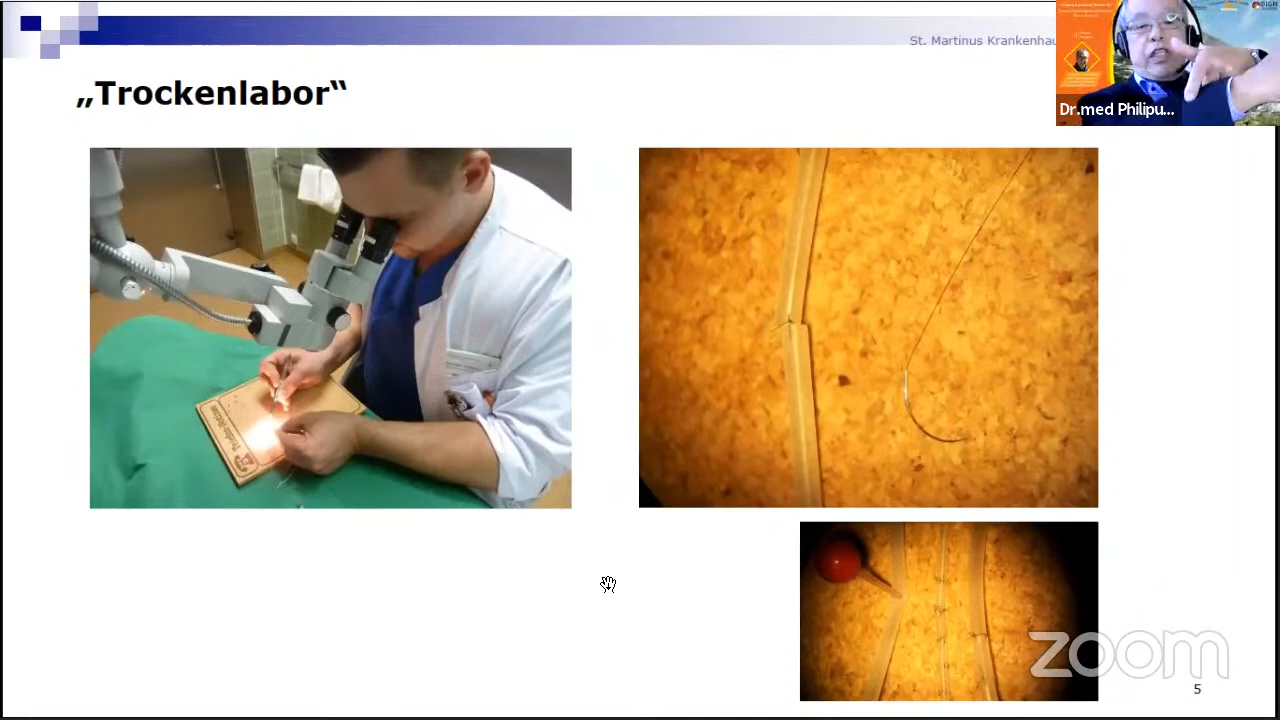 St. Martinus Krankenhau
„Trockenlabor“
Dr.med Philipu...
zoom
5